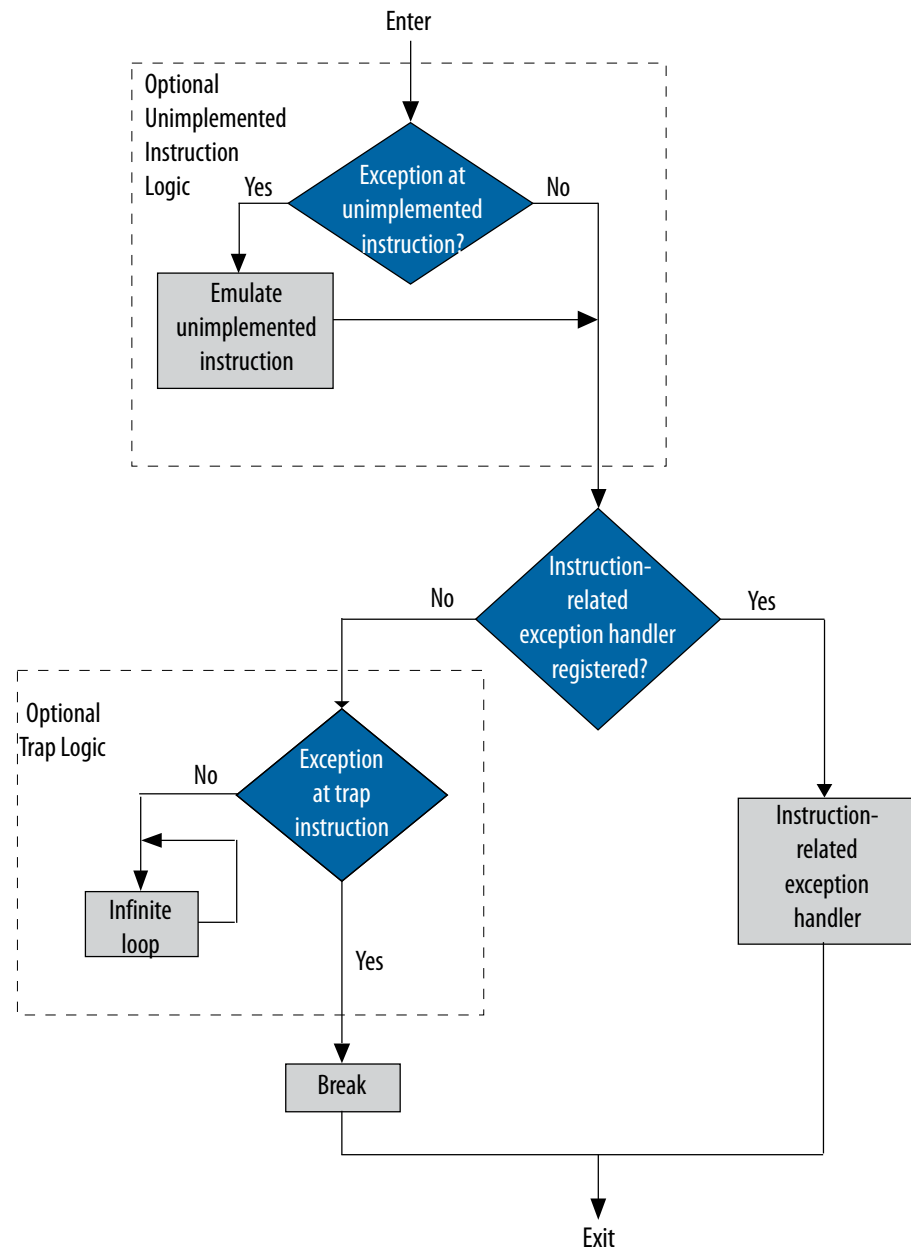 Enter
Optional
Unimplemented
Instruction
Logic
Yes
Exception at
unimplemented
instruction?
No
Emulate
unimplemented
instruction
Instruction-
related
exception handler
registered?
No
Yes
Optional
Trap Logic
Exception
at trap
instruction
No
Infinite
loop
Yes
Instruction-
related
exception
handler
Break
Exit